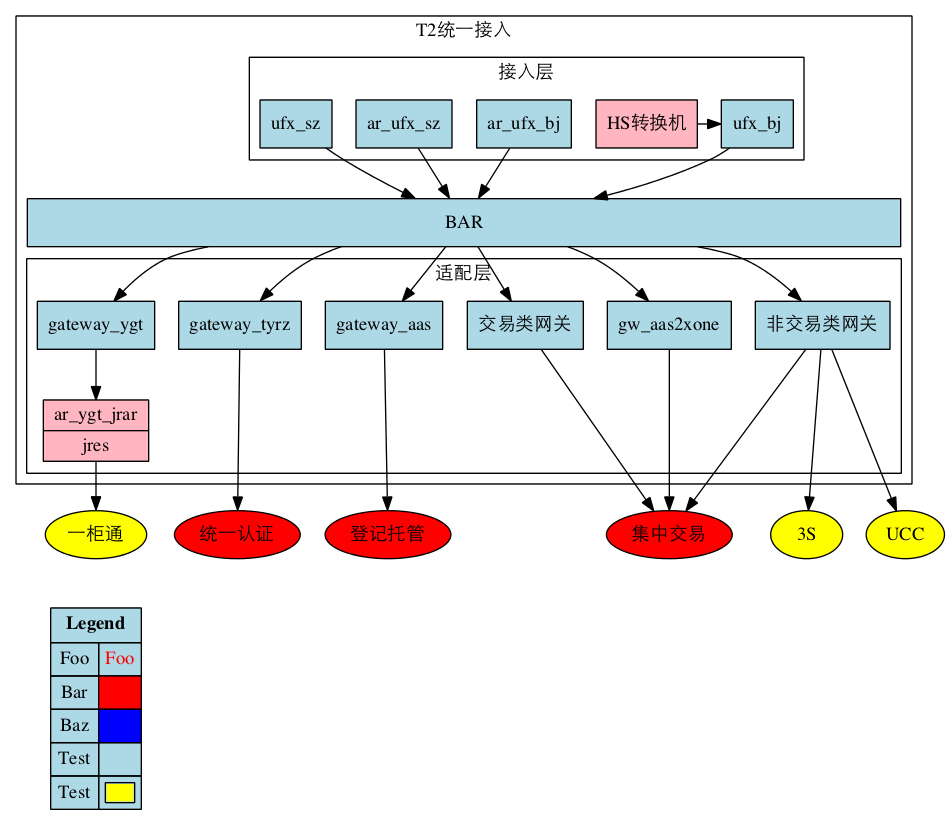 T2统一接入
接入层
ufx_sz
ar_ufx_sz
ar_ufx_bj
HS转换机
ufx_bj
BAR
适配层
gateway_ygt
gateway_tyrz
gateway_aas
交易类网关
gw_aas2xone
非交易类网关
ar_ygt_jrar
jres
一柜通
统一认证
登记托管
集中交易
3S
UCC
Legend
Foo Foo
Bar
Baz
Test
Test